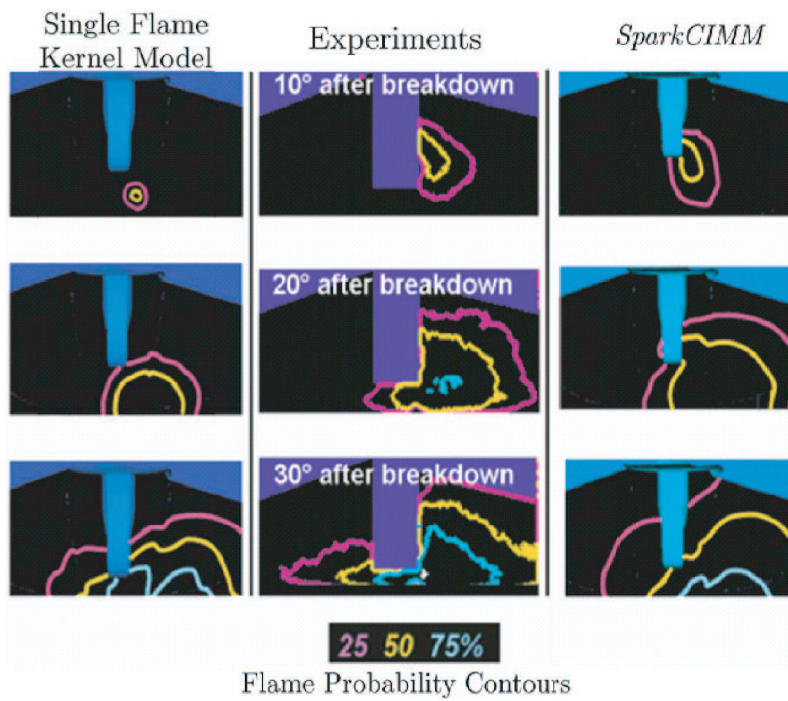 Single Flame
Kernel Model
Experiments
SparkCIMM
10° after breakdown
20° after breakdown
30° after breakdown
25 50 75%
Flame Probability Contours